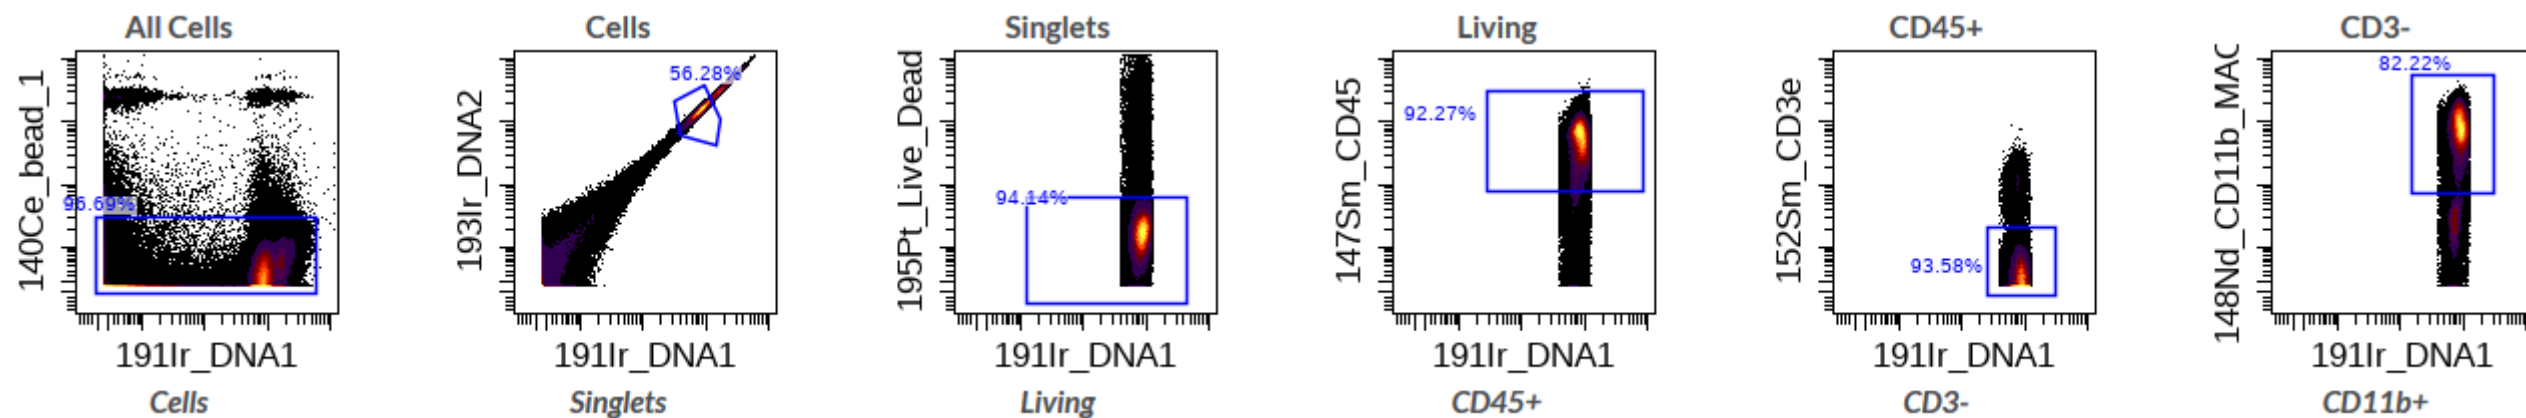 All Cells
Cells
Singlets
Living
CD45+
CD3-
140Ce_bead_1
95.69%
191Ir_DNA1
193Ir_DNA2
56.28%
191Ir_DNA1
195Pt_Live_Dead
94.14%
191Ir_DNA1
147Sm_CD45
92.27%
191Ir_DNA1
152Sm_CD3e
93.58%
191Ir_DNA1
148Nd_CD11b_MAC
82.22%
191Ir_DNA1
Cells
Singlets
Living
CD45+
CD3-
CD11b+